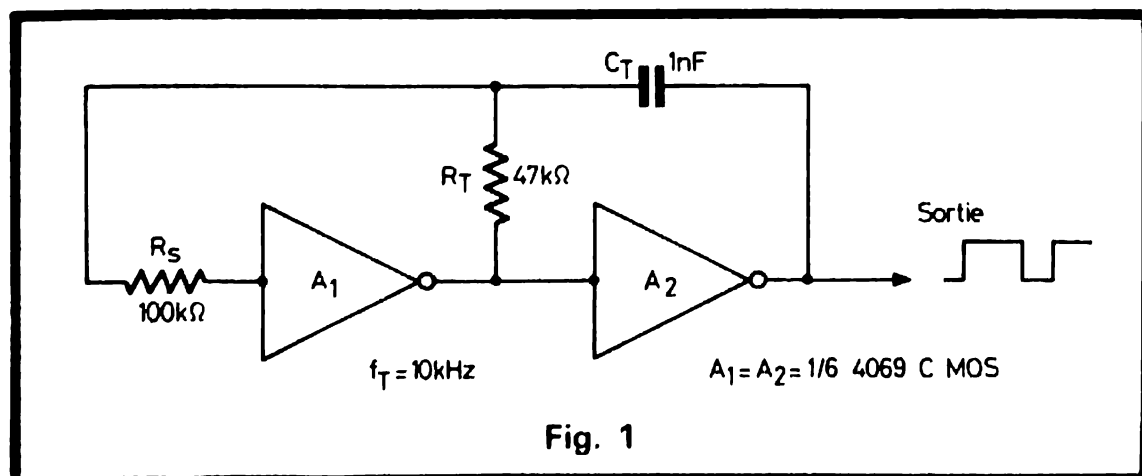 C_T 1nF
R_T 47kΩ
Sortie
R_S
100kΩ
A_1
A_2
f_T = 10kHz
A_1 = A_2 = 1/6 4069 C MOS
Fig. 1